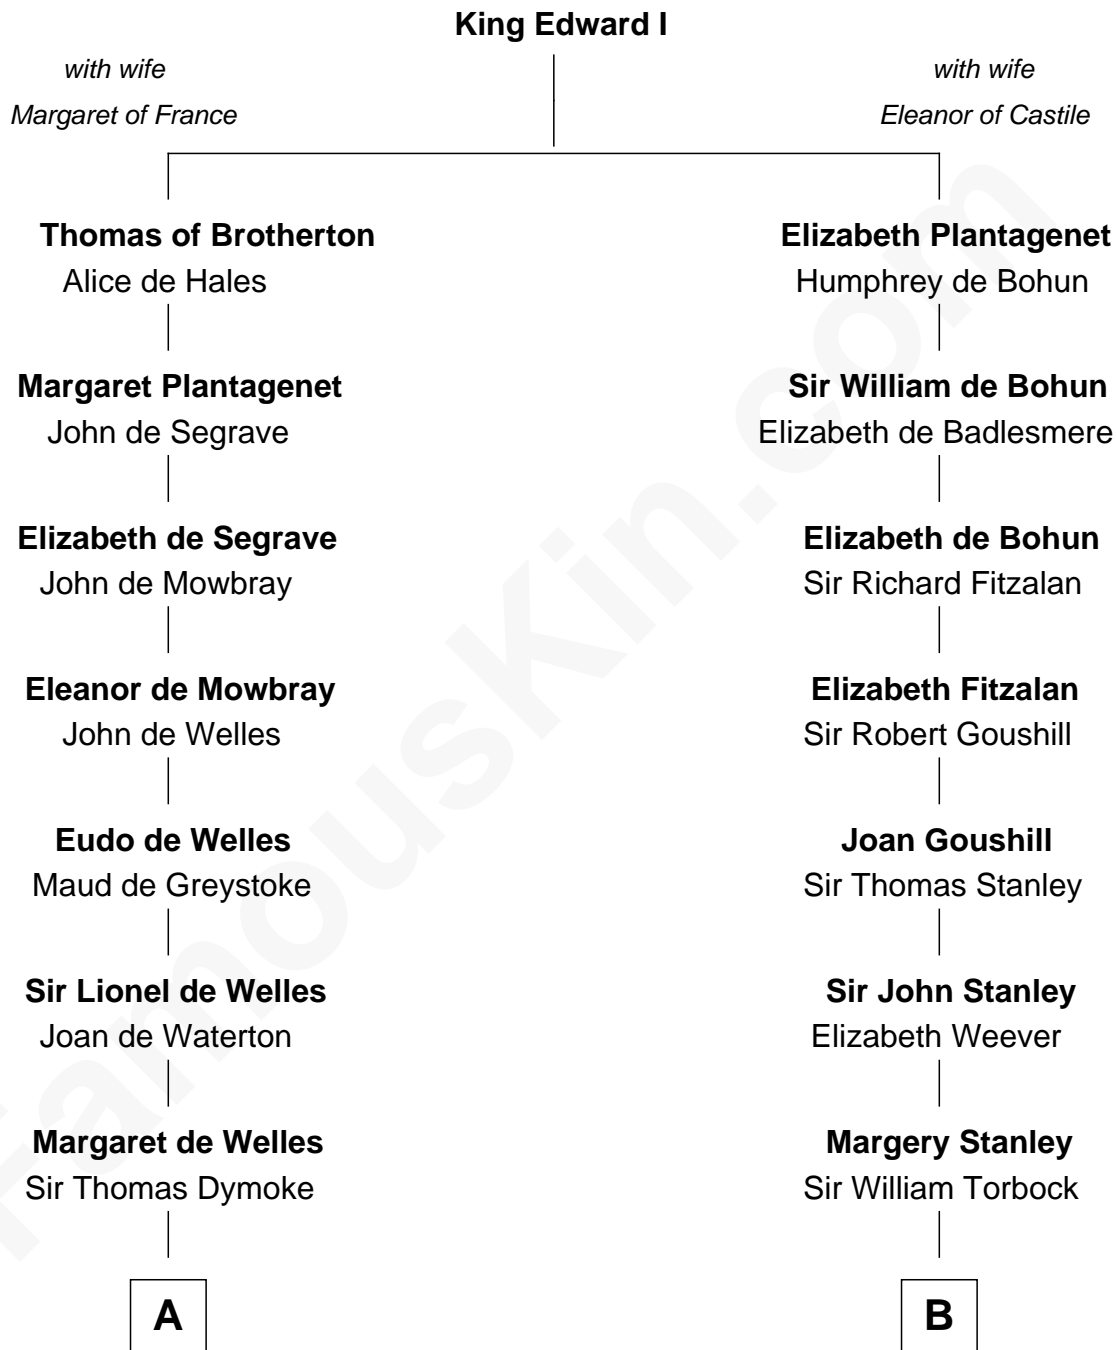 King Edward I
with wife
Margaret of France
with wife
Eleanor of Castile
Thomas of Brotherton
Alice de Hales
Elizabeth Plantagenet
Humphrey de Bohun
Margaret Plantagenet
John de Segrave
Sir William de Bohun
Elizabeth de Badlesmere
Elizabeth de Segrave
John de Mowbray
Elizabeth de Bohun
Sir Richard Fitzalan
Eleanor de Mowbray
John de Welles
Elizabeth Fitzalan
Sir Robert Goushill
Eudo de Welles
Maud de Greystoke
Joan Goushill
Sir Thomas Stanley
Sir Lionel de Welles
Joan de Waterton
Sir John Stanley
Elizabeth Weever
Margaret de Welles
Sir Thomas Dymoke
Margery Stanley
Sir William Torbock
A
B
FamousKin.com